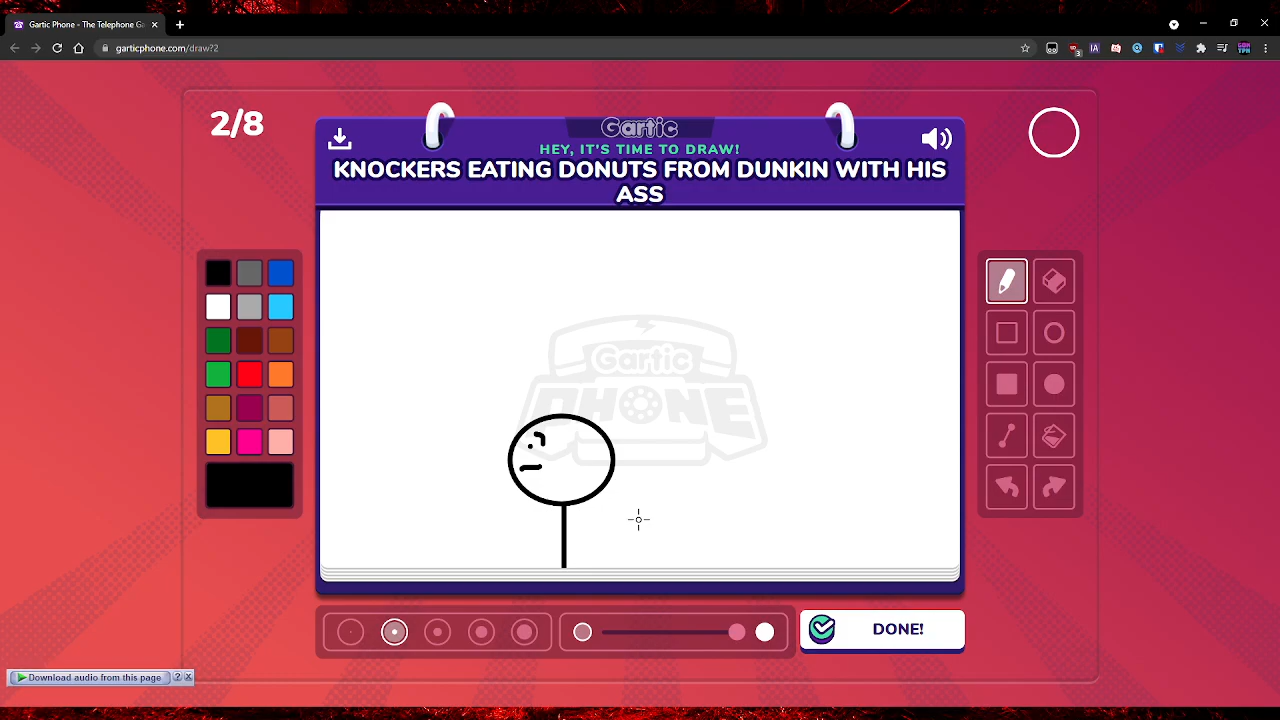 Gartic Phone - The Telephone Ga
garticphone.com/draw?2
2/8
Gartic
HEY, IT'S TIME TO DRAW!
KNOCKERS EATING DONUTS FROM DUNKIN WITH HIS
ASS
Gartic
PHONE
DONE!
Download audio from this page